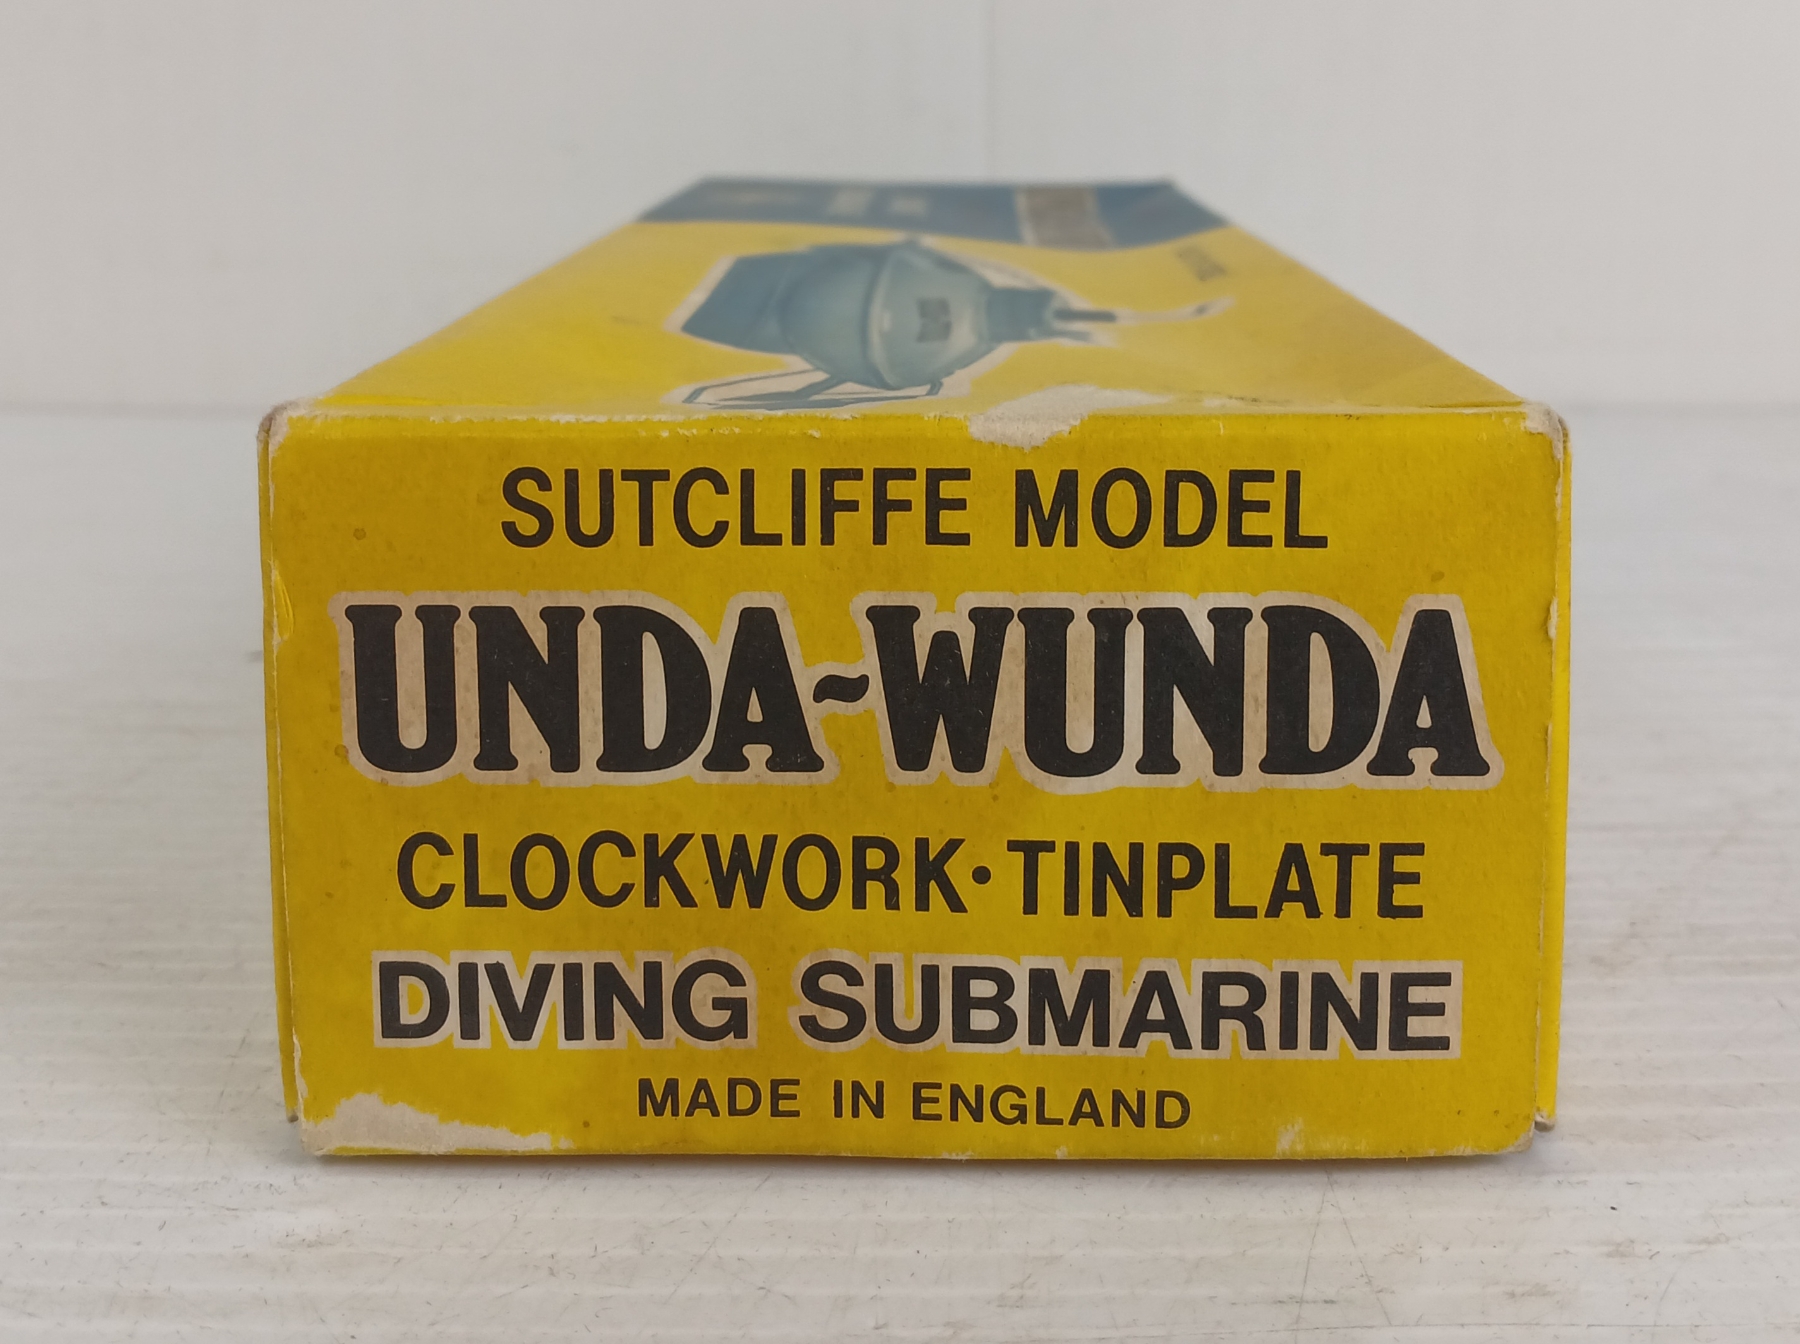 SUTCLIFFE MODEL
UNDA~WUNDA
CLOCKWORK·TINPLATE
DIVING SUBMARINE
MADE IN ENGLAND